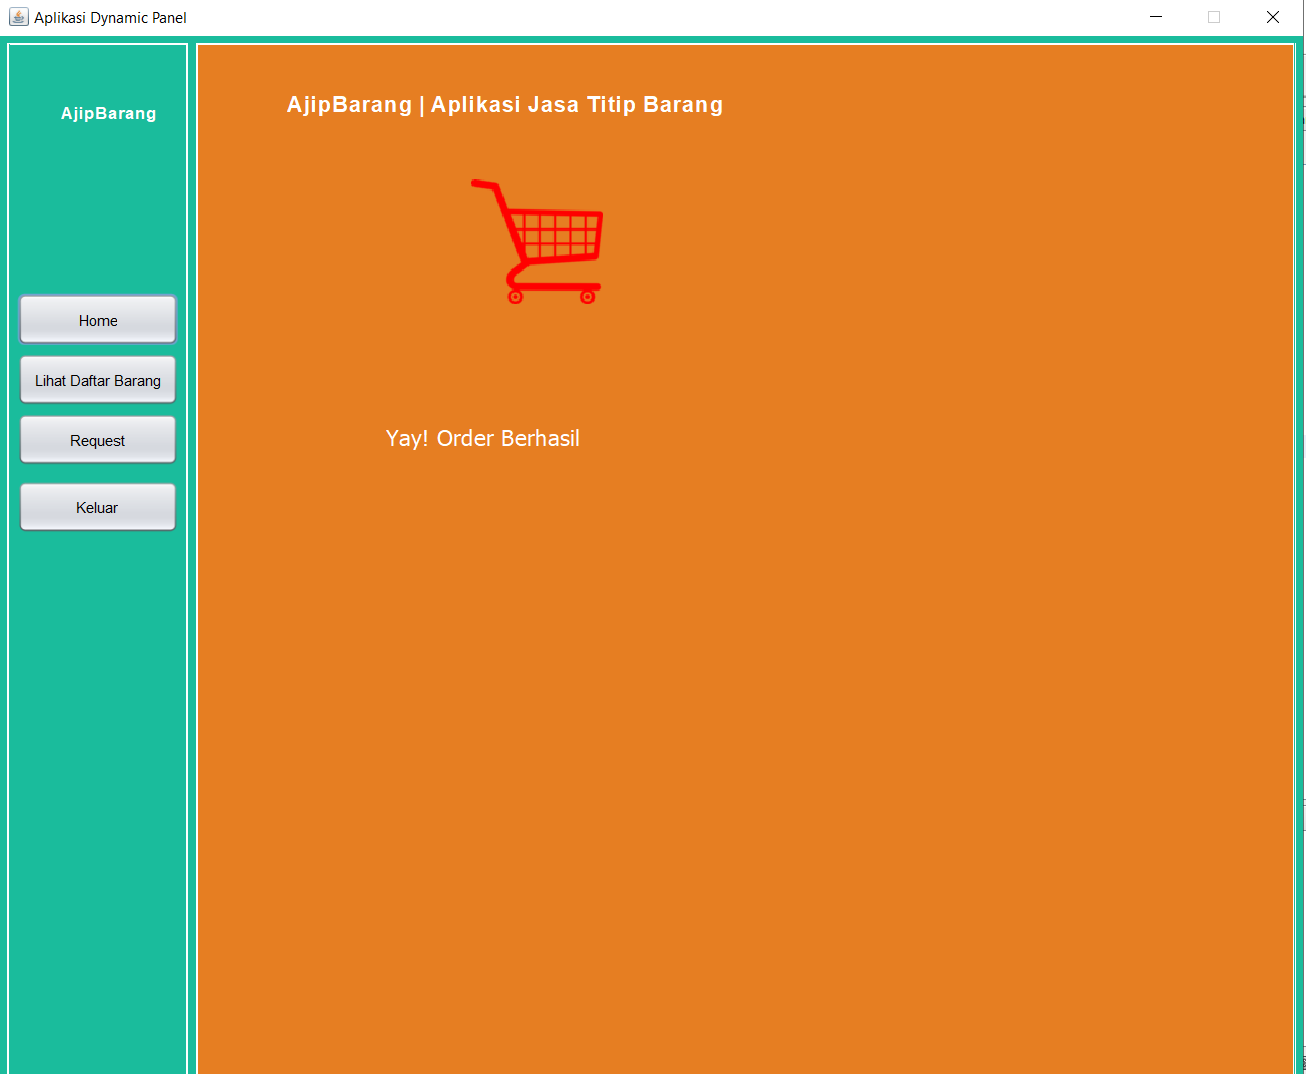 Aplikasi Dynamic Panel
AjipBarang
Home
Lihat Daftar Barang
Request
Keluar
AjipBarang | Aplikasi Jasa Titip Barang
Yay! Order Berhasil